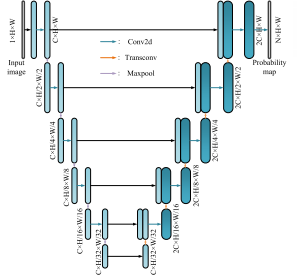 1×H×W
Input
image
C×H×W
: Conv2d
: Transconv
: Maxpool
2C×H×W
N×H×W
Probability
map
C×H/2×W/2
2C×H/2×W/2
C×H/4×W/4
2C×H/4×W/4
C×H/8×W/8
2C×H/8×W/8
C×H/16×W/16
2C×H/16×W/16
C×H/32×W/32
C×H/32×W/32